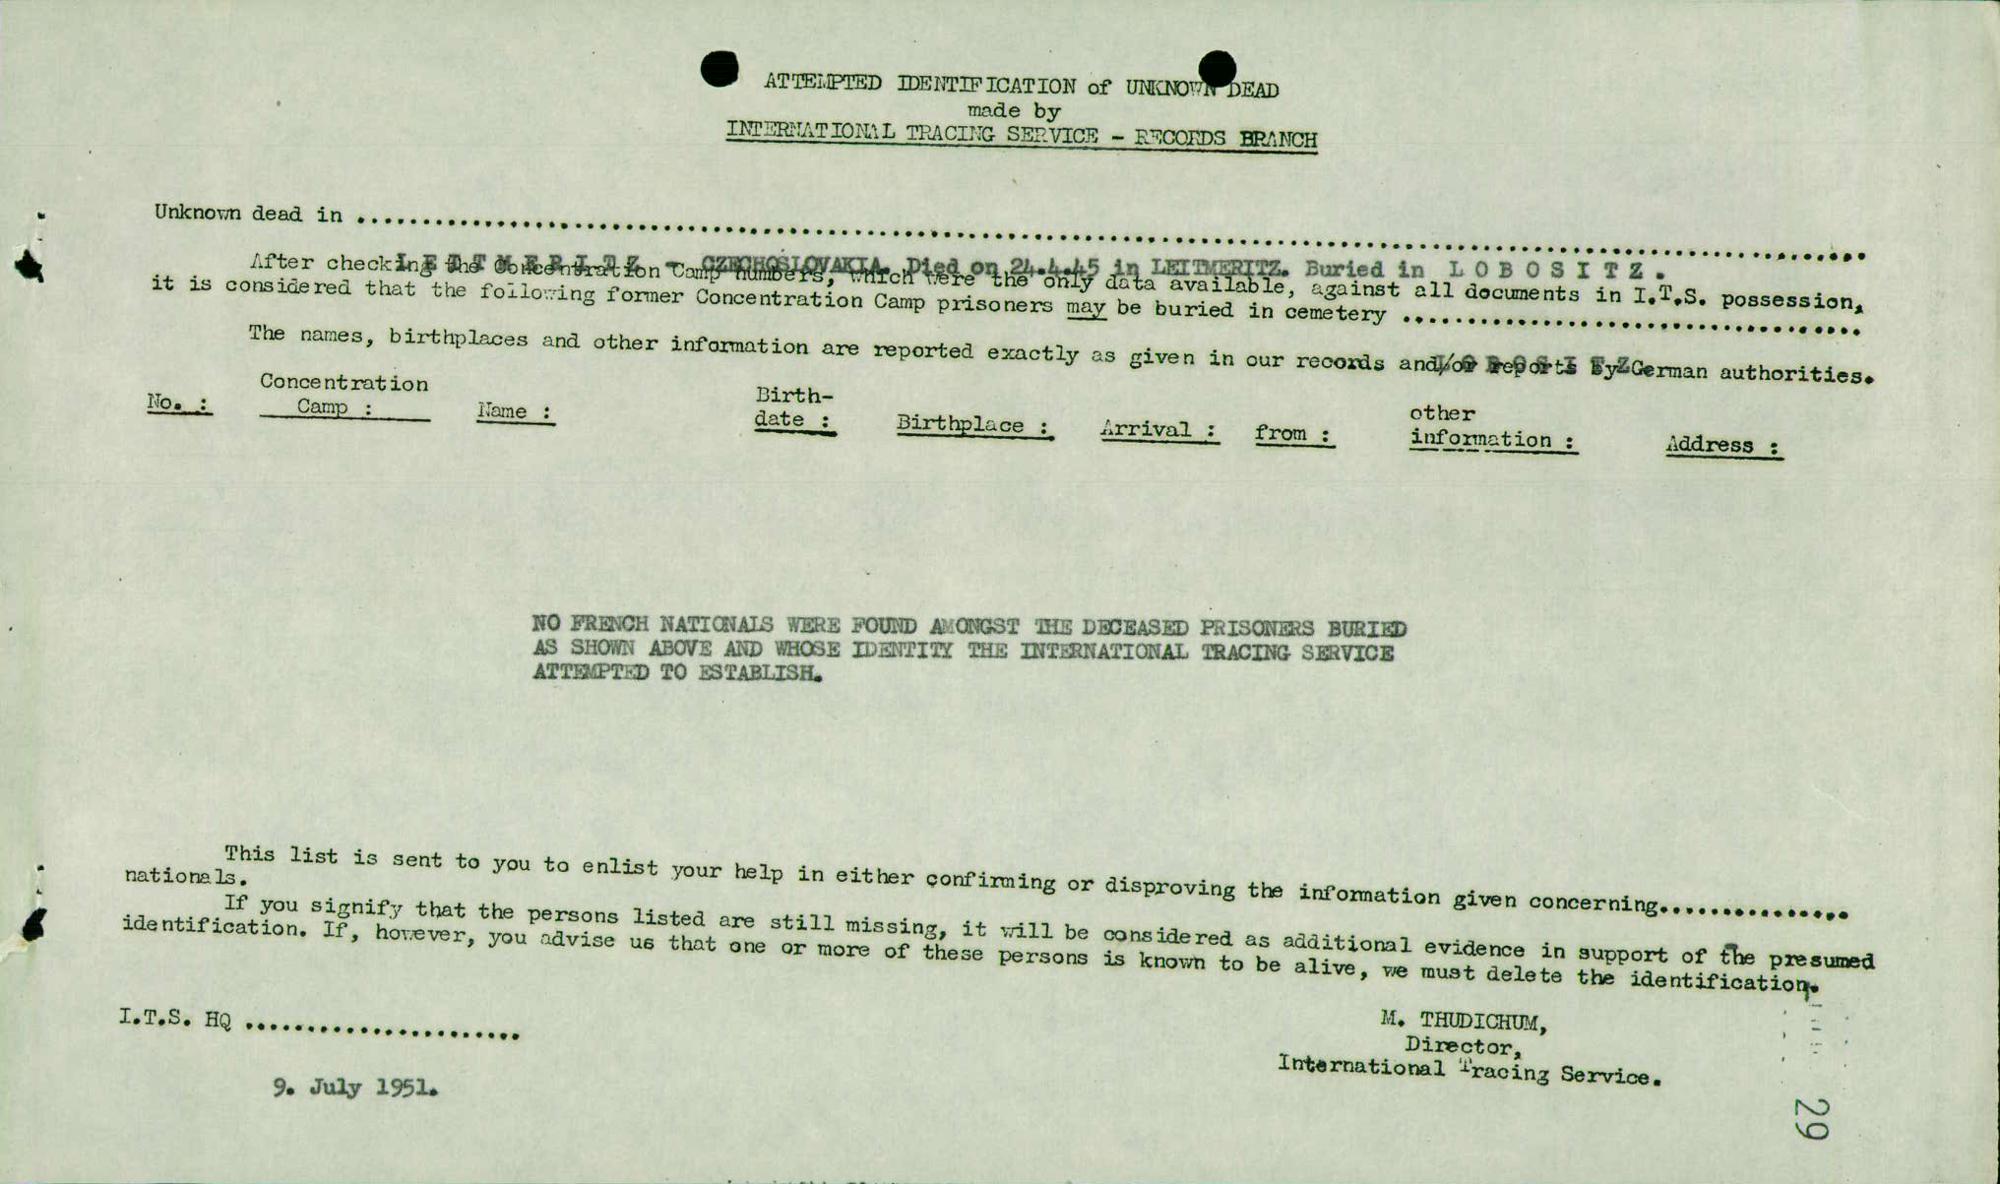 ATTEMPTED IDENTIFICATION of UNKNOWN DEAD
made by
INTERNATIONAL TRACING SERVICE - RECORDS BRANCH
Unknown dead in ........................................................................................................................
L E I T M E R I T Z - CZECHOSLOVAKIA. Died on 24.4.45 in LEITMERITZ. Buried in L O B O S I T Z .
After checking the Concentration Camp numbers, which were the only data available, against all documents in I.T.S. possession,
it is considered that the following former Concentration Camp prisoners may be buried in cemetery ...................................
L O B O S I T Z
The names, birthplaces and other information are reported exactly as given in our records and/or reports by German authorities.
No. :
Concentration
Camp :
Name :
Birth-
date :
Birthplace :
Arrival :
from :
other
information :
Address :
NO FRENCH NATIONALS WERE FOUND AMONGST THE DECEASED PRISONERS BURIED
AS SHOWN ABOVE AND WHOSE IDENTITY THE INTERNATIONAL TRACING SERVICE
ATTEMPTED TO ESTABLISH.
This list is sent to you to enlist your help in either confirming or disproving the information given concerning...............
nationals.
If you signify that the persons listed are still missing, it will be considered as additional evidence in support of the presumed
identification. If, however, you advise us that one or more of these persons is known to be alive, we must delete the identification.
I.T.S. HQ ......................
9. July 1951.
M. THUDICHUM,
Director,
International Tracing Service.
29